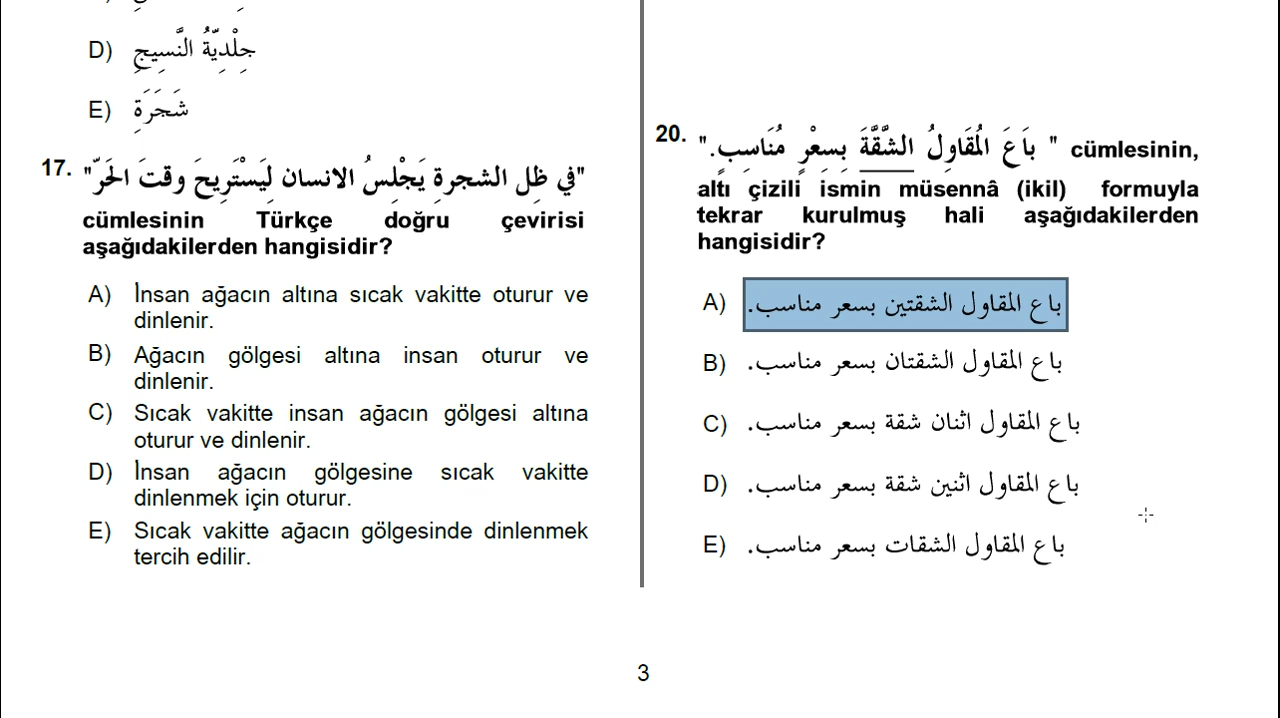 D) جِلْدِيَّةُ النَّسِيجِ
E) شَجَرَةِ
17. "في ظِل الشجرةِ يَجْلِسُ الانسان لِيَسْتَرِيحَ وقتَ الحَرّ"
cümlesinin Türkçe doğru çevirisi
aşağıdakilerden hangisidir?
A) İnsan ağacın altına sıcak vakitte oturur ve
dinlenir.
B) Ağacın gölgesi altına insan oturur ve
dinlenir.
C) Sıcak vakitte insan ağacın gölgesi altına
oturur ve dinlenir.
D) İnsan ağacın gölgesine sıcak vakitte
dinlenmek için oturur.
E) Sıcak vakitte ağacın gölgesinde dinlenmek
tercih edilir.
20. " بَاعَ المُقَاوِلُ الشَّقَّةَ بِسِعْرٍ مُنَاسِبٍ." cümlesinin,
altı çizili ismin müsennâ (ikil) formuyla
tekrar kurulmuş hali aşağıdakilerden
hangisidir?
A) باع المقاول الشقتين بسعر مناسب.
B) باع المقاول الشقتان بسعر مناسب.
C) باع المقاول اثنان شقة بسعر مناسب.
D) باع المقاول اثنين شقة بسعر مناسب.
E) باع المقاول الشقات بسعر مناسب.
3